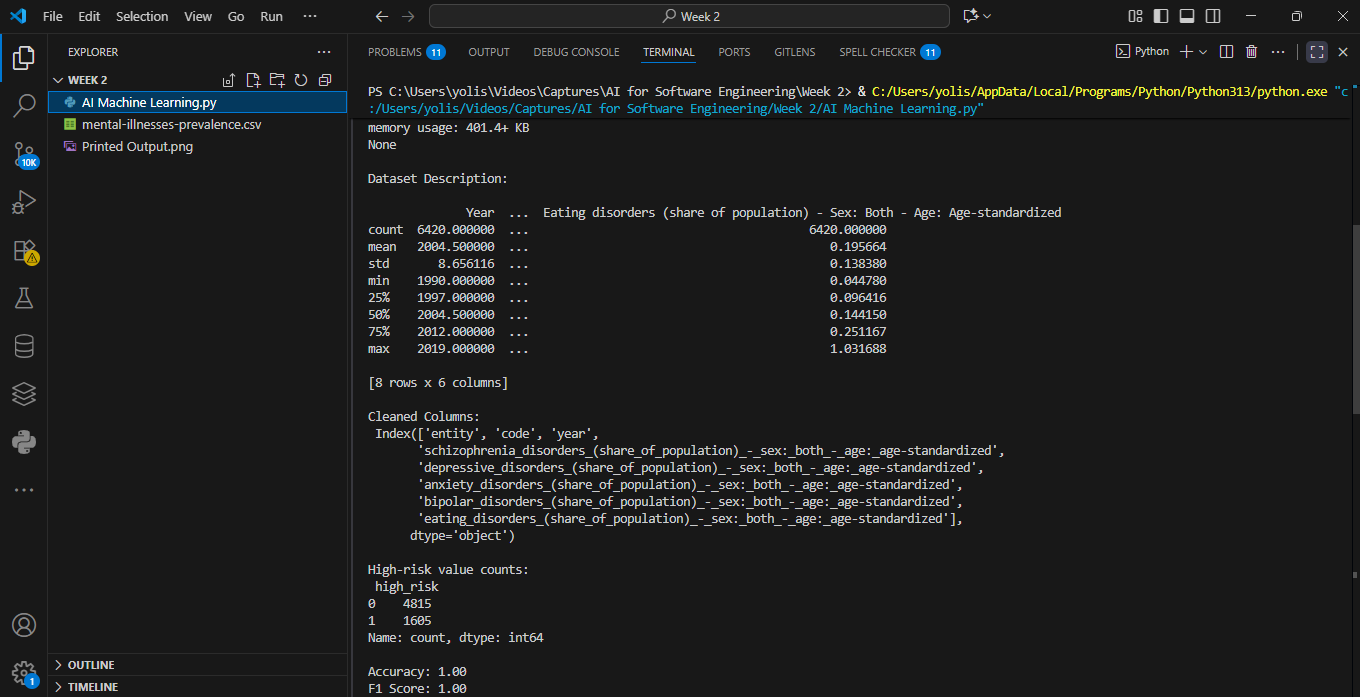 File Edit Selection View Go Run ···
Week 2
EXPLORER
WEEK 2
AI Machine Learning.py
mental-illnesses-prevalence.csv
Printed Output.png
10K
OUTLINE
TIMELINE
1
PROBLEMS 11 OUTPUT DEBUG CONSOLE TERMINAL PORTS GITLENS SPELL CHECKER 11
Python
PS C:\Users\yolis\Videos\Captures\AI for Software Engineering\Week 2> & C:/Users/yolis/AppData/Local/Programs/Python/Python313/python.exe "c
:/Users/yolis/Videos/Captures/AI for Software Engineering/Week 2/AI Machine Learning.py"
memory usage: 401.4+ KB
None
Dataset Description:
Year ... Eating disorders (share of population) - Sex: Both - Age: Age-standardized
count 6420.000000 ... 6420.000000
mean 2004.500000 ... 0.195664
std 8.656116 ... 0.138380
min 1990.000000 ... 0.044780
25% 1997.000000 ... 0.096416
50% 2004.500000 ... 0.144150
75% 2012.000000 ... 0.251167
max 2019.000000 ... 1.031688
[8 rows x 6 columns]
Cleaned Columns:
Index(['entity', 'code', 'year',
'schizophrenia_disorders_(share_of_population)_-_sex:_both_-_age:_age-standardized',
'depressive_disorders_(share_of_population)_-_sex:_both_-_age:_age-standardized',
'anxiety_disorders_(share_of_population)_-_sex:_both_-_age:_age-standardized',
'bipolar_disorders_(share_of_population)_-_sex:_both_-_age:_age-standardized',
'eating_disorders_(share_of_population)_-_sex:_both_-_age:_age-standardized'],
dtype='object')
High-risk value counts:
high_risk
0 4815
1 1605
Name: count, dtype: int64
Accuracy: 1.00
F1 Score: 1.00